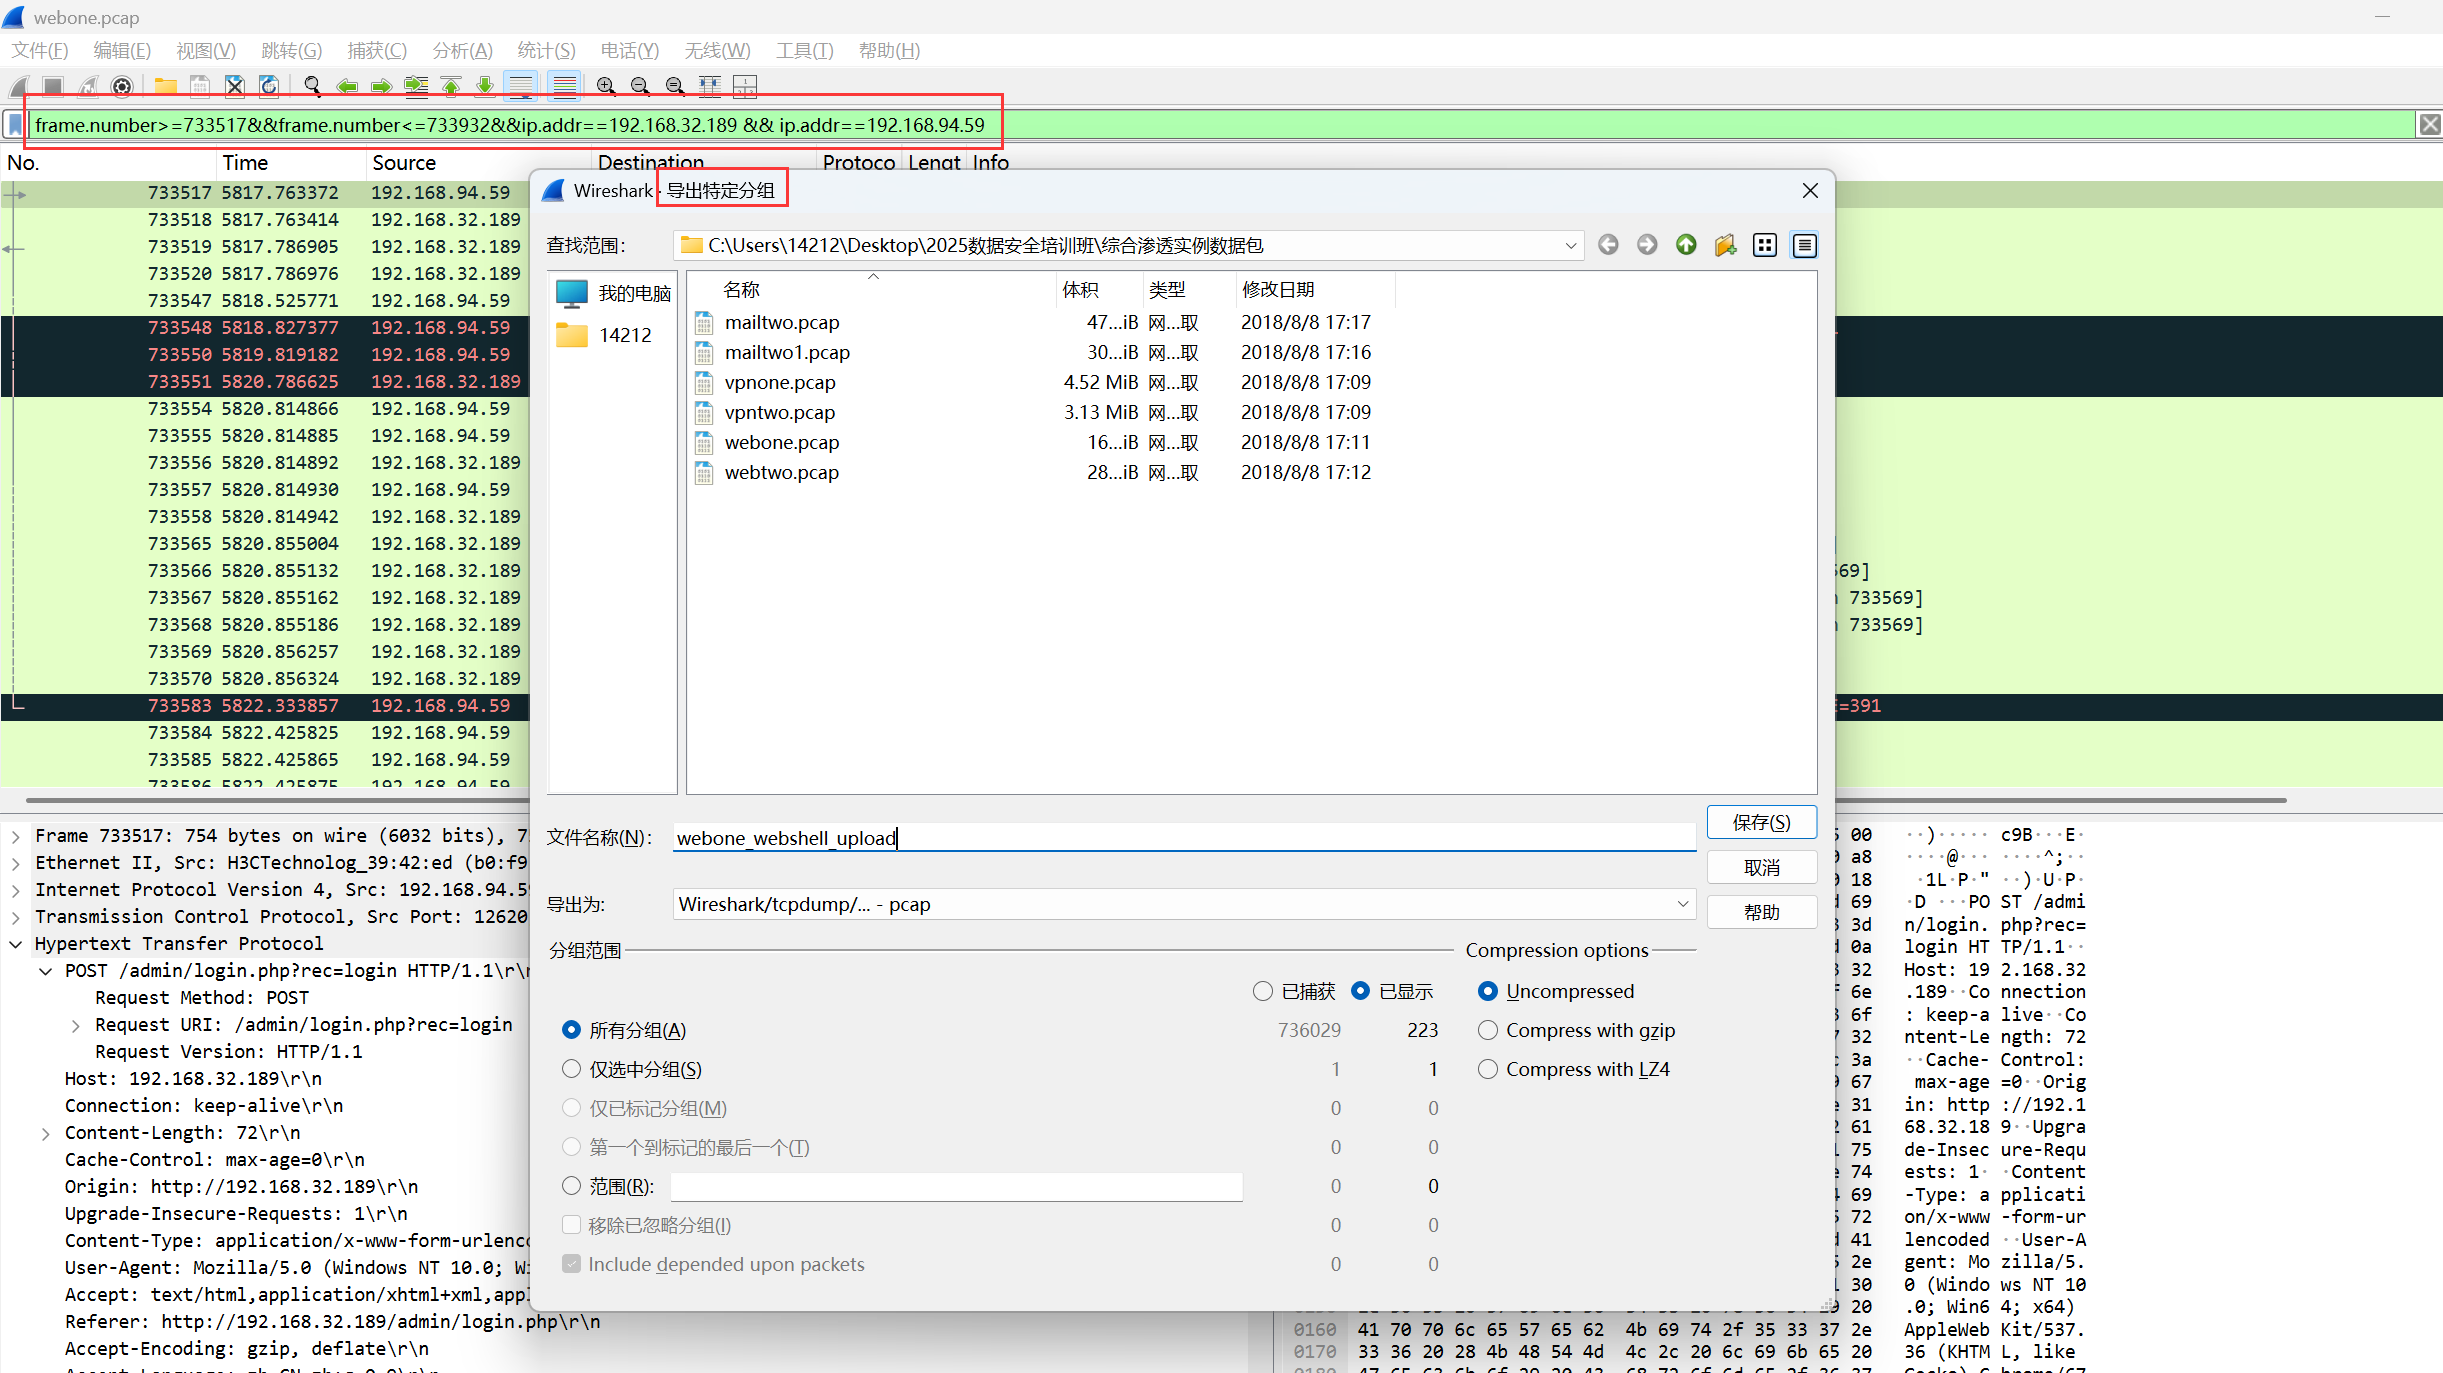 webone.pcap
文件(F) 编辑(E) 视图(V) 跳转(G) 捕获(C) 分析(A) 统计(S) 电话(Y) 无线(W) 工具(T) 帮助(H)
frame.number>=733517&&frame.number<=733932&&ip.addr==192.168.32.189 && ip.addr==192.168.94.59
No. Time Source Destination Protoco Lengt Info
733517 5817.763372 192.168.94.59
733518 5817.763414 192.168.32.189
733519 5817.786905 192.168.32.189
733520 5817.786976 192.168.32.189
733547 5818.525771 192.168.94.59
733548 5818.827377 192.168.94.59
733550 5819.819182 192.168.94.59
733551 5820.786625 192.168.32.189
733554 5820.814866 192.168.94.59
733555 5820.814885 192.168.94.59
733556 5820.814892 192.168.32.189
733557 5820.814930 192.168.94.59
733558 5820.814942 192.168.32.189
733565 5820.855004 192.168.32.189
733566 5820.855132 192.168.32.189 69]
733567 5820.855162 192.168.32.189 733569]
733568 5820.855186 192.168.32.189 733569]
733569 5820.856257 192.168.32.189
733570 5820.856324 192.168.32.189
733583 5822.333857 192.168.94.59 =391
733584 5822.425825 192.168.94.59
733585 5822.425865 192.168.94.59
733586 5822.425875 192.168.94.59
Wireshark · 导出特定分组
查找范围: C:\Users\14212\Desktop\2025数据安全培训班\综合渗透实例数据包
我的电脑
14212
名称 体积 类型 修改日期
mailtwo.pcap 47...iB 网...取 2018/8/8 17:17
mailtwo1.pcap 30...iB 网...取 2018/8/8 17:16
vpnone.pcap 4.52 MiB 网...取 2018/8/8 17:09
vpntwo.pcap 3.13 MiB 网...取 2018/8/8 17:09
webone.pcap 16...iB 网...取 2018/8/8 17:11
webtwo.pcap 28...iB 网...取 2018/8/8 17:12
文件名称(N): webone_webshell_upload
保存(S)
取消
导出为: Wireshark/tcpdump/... - pcap
帮助
分组范围 Compression options
已捕获 已显示 Uncompressed
所有分组(A) 736029 223 Compress with gzip
仅选中分组(S) 1 1 Compress with LZ4
仅已标记分组(M) 0 0
第一个到标记的最后一个(T) 0 0
范围(R): 0 0
移除已忽略分组(I) 0 0
Include depended upon packets 0 0
Frame 733517: 754 bytes on wire (6032 bits), 7
Ethernet II, Src: H3CTechnolog_39:42:ed (b0:f9
Internet Protocol Version 4, Src: 192.168.94.59
Transmission Control Protocol, Src Port: 12620
Hypertext Transfer Protocol
POST /admin/login.php?rec=login HTTP/1.1\r\n
Request Method: POST
Request URI: /admin/login.php?rec=login
Request Version: HTTP/1.1
Host: 192.168.32.189\r\n
Connection: keep-alive\r\n
Content-Length: 72\r\n
Cache-Control: max-age=0\r\n
Origin: http://192.168.32.189\r\n
Upgrade-Insecure-Requests: 1\r\n
Content-Type: application/x-www-form-urlenco
User-Agent: Mozilla/5.0 (Windows NT 10.0; Wi
Accept: text/html,application/xhtml+xml,appl
Referer: http://192.168.32.189/admin/login.php\r\n
Accept-Encoding: gzip, deflate\r\n
00 ··)····· c9B···E·
a8 ····@··· ····^;··
18 ·1L·P·" ··)·U·P·
69 ·D ···PO ST /admi
3d n/login. php?rec=
0a login HT TP/1.1··
32 Host: 19 2.168.32
6e .189··Co nnection
6f : keep-a live··Co
32 ntent-Le ngth: 72
3a ··Cache- Control:
67 max-age =0··Orig
31 in: http ://192.1
61 68.32.18 9··Upgra
75 de-Insec ure-Requ
74 ests: 1· ·Content
69 -Type: a pplicati
72 on/x-www -form-ur
41 lencoded ··User-A
2e gent: Mo zilla/5.
30 0 (Windo ws NT 10
20 .0; Win6 4; x64)
0160 41 70 70 6c 65 57 65 62 4b 69 74 2f 35 33 37 2e AppleWeb Kit/537.
0170 33 36 20 28 4b 48 54 4d 4c 2c 20 6c 69 6b 65 20 36 (KHTM L, like